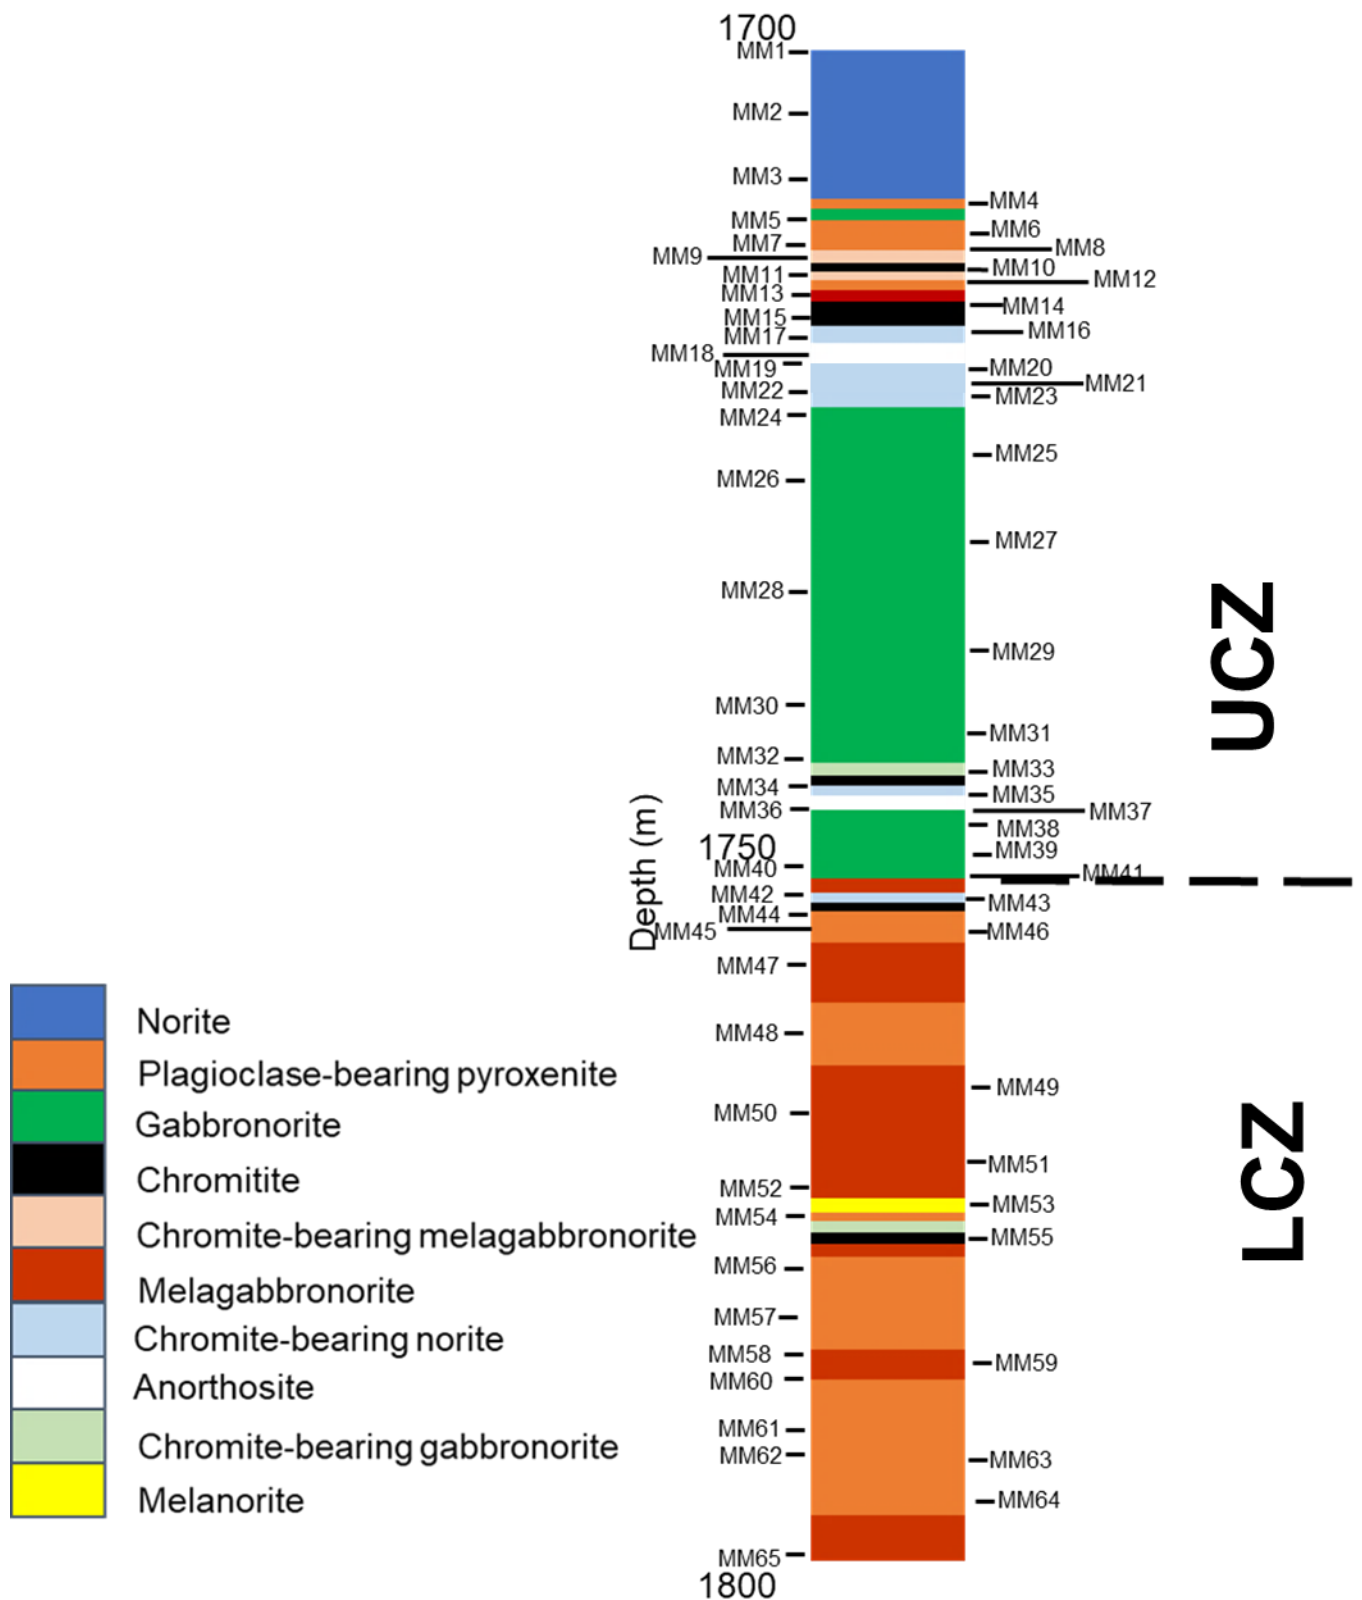 1700
MM1
MM2
MM3
MM4
MM5
MM6
MM7
MM8
MM9
MM10
MM11
MM12
MM13
MM14
MM15
MM16
MM17
MM18
MM19
MM20
MM21
MM22
MM23
MM24
MM25
MM26
MM27
MM28
MM29
MM30
MM31
MM32
MM33
MM34
MM35
MM36
MM37
MM38
MM39
1750
MM40
MM41
MM42
MM43
MM44
MM45
MM46
MM47
MM48
MM49
MM50
MM51
MM52
MM53
MM54
MM55
MM56
MM57
MM58
MM59
MM60
MM61
MM62
MM63
MM64
MM65
1800
Depth (m)
UCZ
LCZ
Norite
Plagioclase-bearing pyroxenite
Gabbronorite
Chromitite
Chromite-bearing melagabbronorite
Melagabbronorite
Chromite-bearing norite
Anorthosite
Chromite-bearing gabbronorite
Melanorite